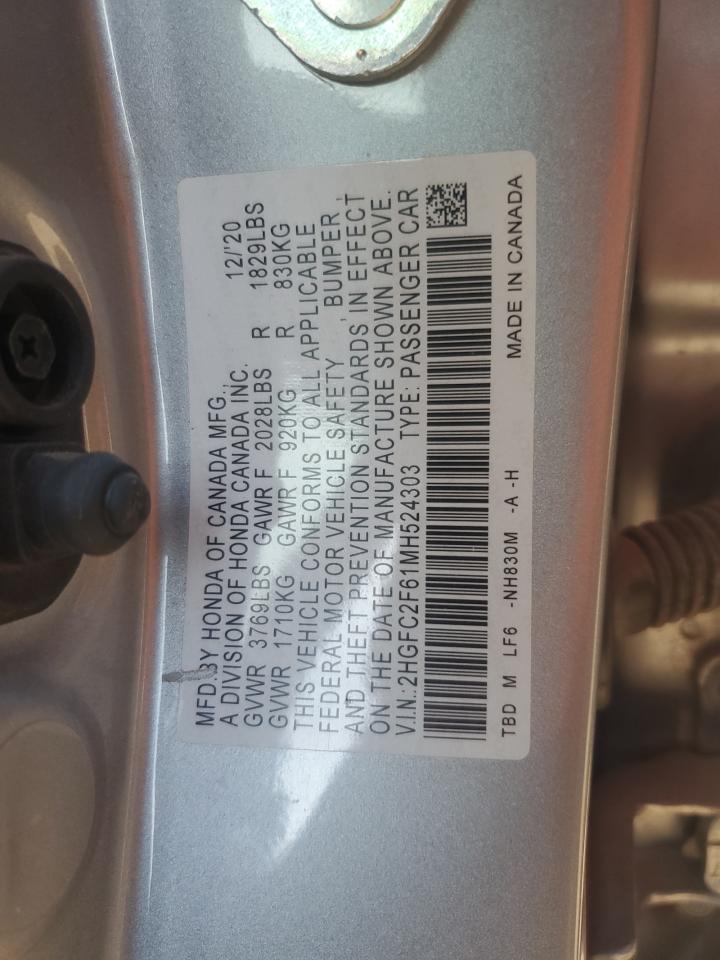 MFD. BY HONDA OF CANADA MFG., 12/'20
A DIVISION OF HONDA CANADA INC.
GVWR 3769LBS GAWR F 2028LBS R 1829LBS
GVWR 1710KG GAWR F 920KG R 830KG
THIS VEHICLE CONFORMS TO ALL APPLICABLE
FEDERAL MOTOR VEHICLE SAFETY , BUMPER ,
AND THEFT PREVENTION STANDARDS IN EFFECT
ON THE DATE OF MANUFACTURE SHOWN ABOVE.
V.I.N.: 2HGFC2F61MH524303 TYPE: PASSENGER CAR
TBD M LF6 -NH830M -A -H MADE IN CANADA